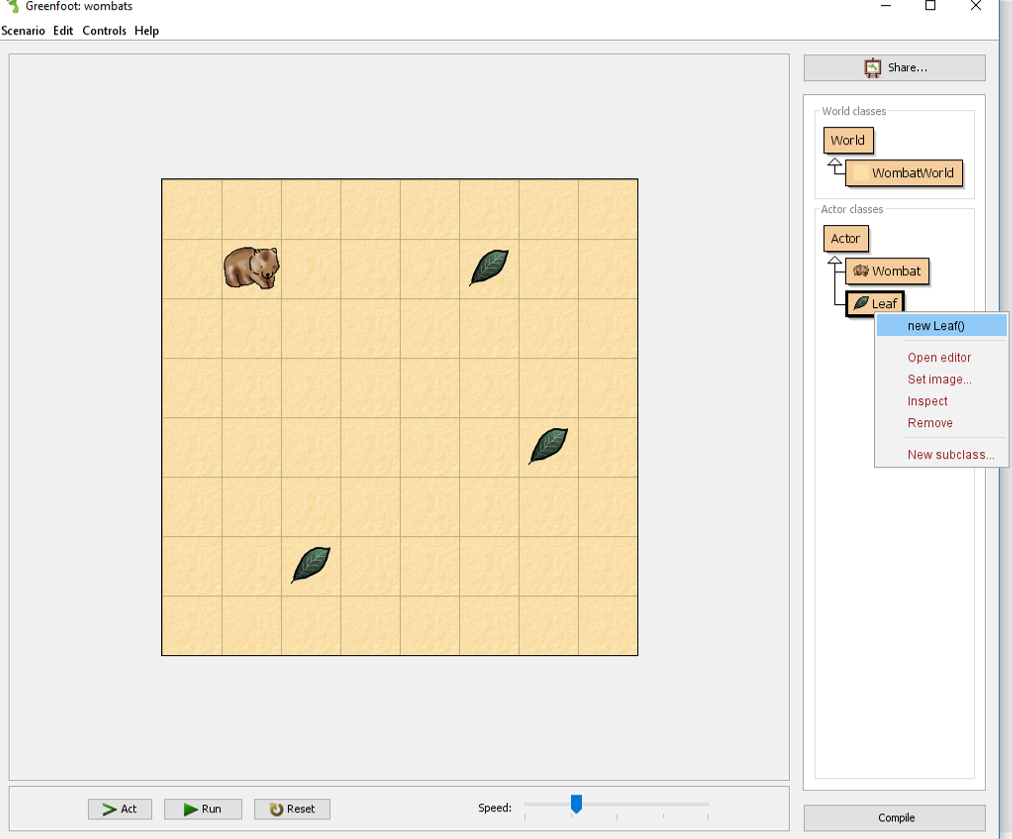 Greenfoot: wombats
Scenario Edit Controls Help
Share...
World classes
World
WombatWorld
Actor classes
Actor
Wombat
Leaf
new Leaf()
Open editor
Set image...
Inspect
Remove
New subclass...
Act
Run
Reset
Speed:
Compile